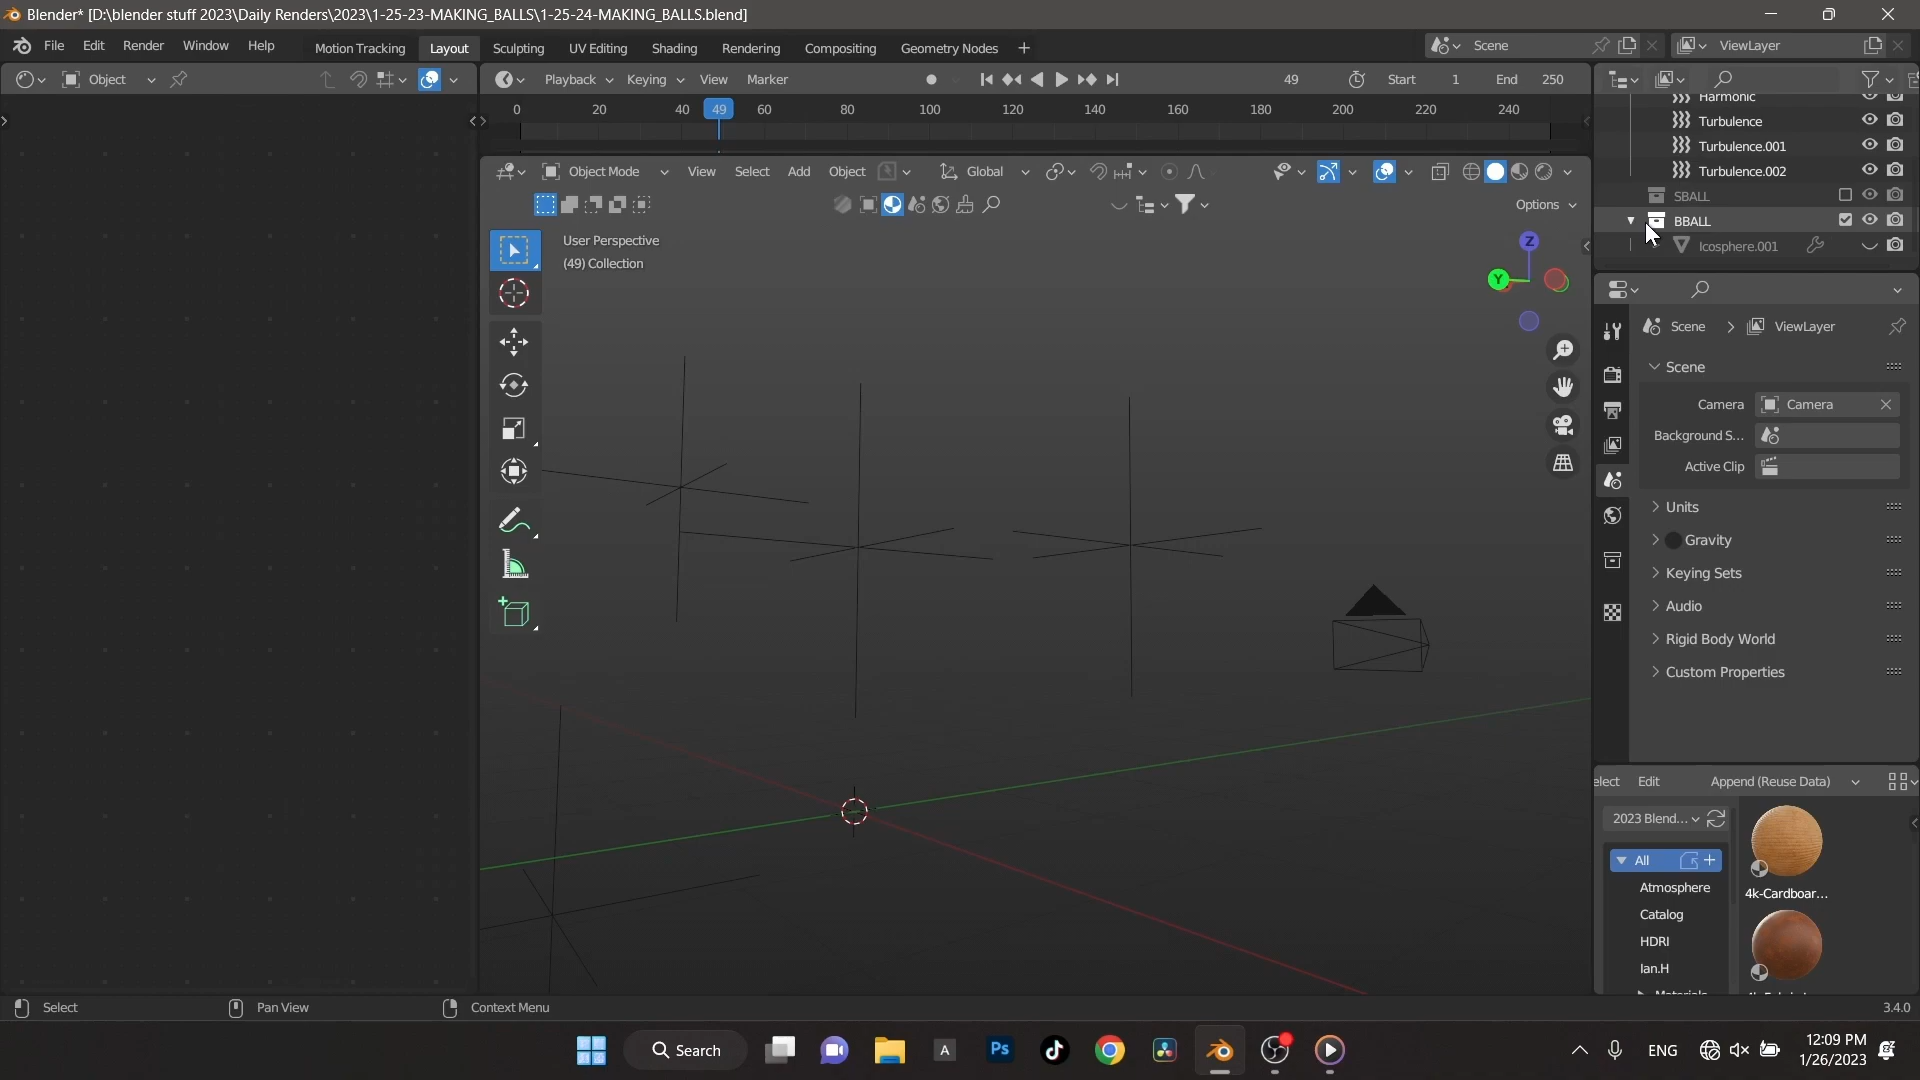 Blender* [D:\blender stuff 2023\Daily Renders\2023\1-25-23-MAKING_BALLS\1-25-24-MAKING_BALLS.blend]
File Edit Render Window Help Motion Tracking Layout Sculpting UV Editing Shading Rendering Compositing Geometry Nodes + Scene ViewLayer
Object Playback Keying View Marker 49 Start 1 End 250
0 20 40 49 60 80 100 120 140 160 180 200 220 240
Harmonic
Turbulence
Turbulence.001
Turbulence.002
SBALL
BBALL
Icosphere.001
Object Mode View Select Add Object Global
Options
User Perspective
(49) Collection
Z
Y
Scene ViewLayer
Scene
Camera Camera
Background S...
Active Clip
Units
Gravity
Keying Sets
Audio
Rigid Body World
Custom Properties
elect Edit Append (Reuse Data)
2023 Blend...
All
Atmosphere
Catalog
HDRI
Ian.H
4k-Cardboar...
Select Pan View Context Menu 3.4.0
Search A Ps ENG 12:09 PM
1/26/2023